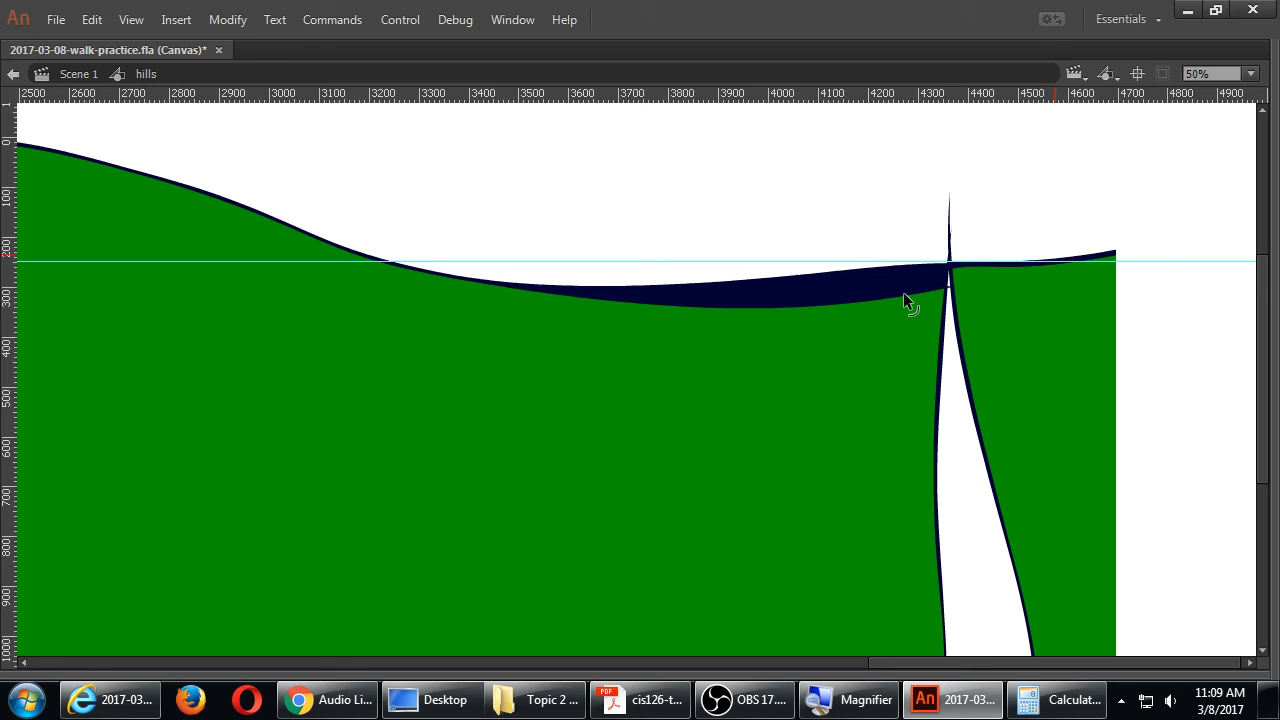 An File Edit View Insert Modify Text Commands Control Debug Window Help Essentials
2017-03-08-walk-practice.fla (Canvas)* ×
Scene 1 hills 50%
2500 2600 2700 2800 2900 3000 3100 3200 3300 3400 3500 3600 3700 3800 3900 4000 4100 4200 4300 4400 4500 4600 4700 4800 4900
1
0
100
200
300
400
500
600
700
800
900
1000
2017-03... Audio Li... Desktop Topic 2 ... PDF cis126-t... OBS 17.... Magnifier An 2017-03... Calculat... 11:09 AM
3/8/2017